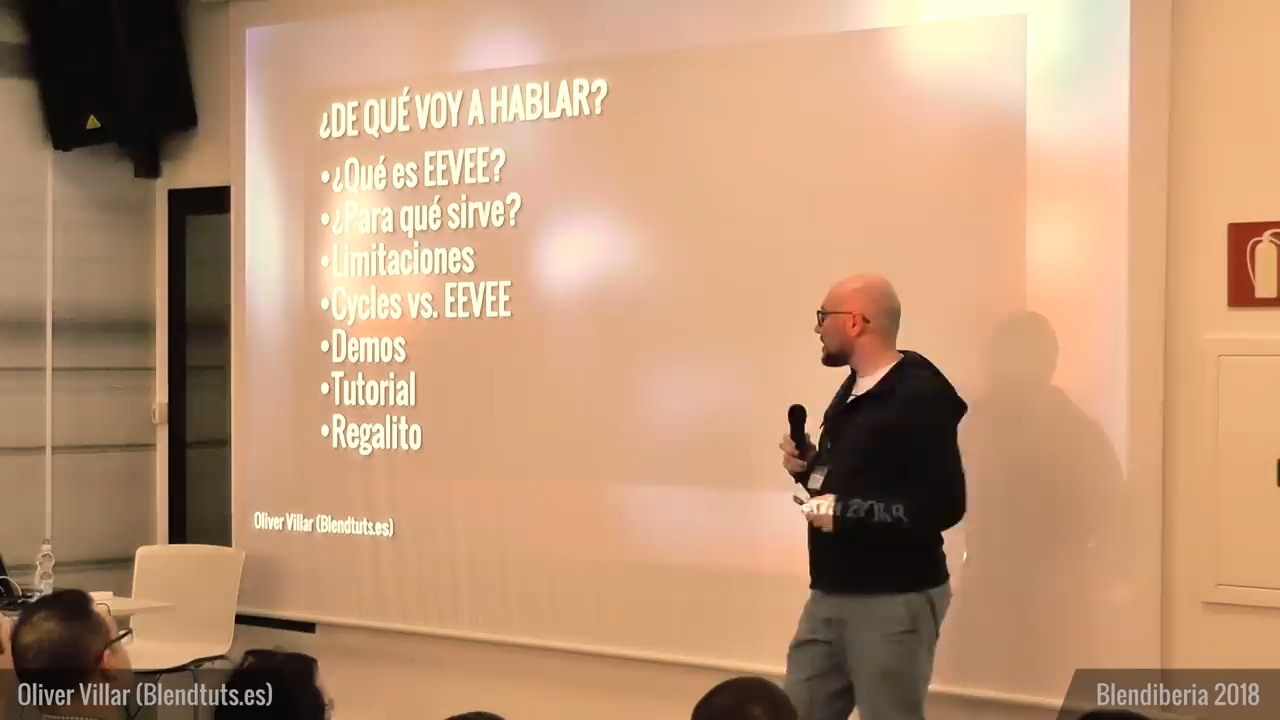 ¿DE QUÉ VOY A HABLAR?
•¿Qué es EEVEE?
•¿Para qué sirve?
•Limitaciones
•Cycles vs. EEVEE
•Demos
•Tutorial
•Regalito
Oliver Villar (Blendtuts.es)
Oliver Villar (Blendtuts.es)
Blendiberia 2018